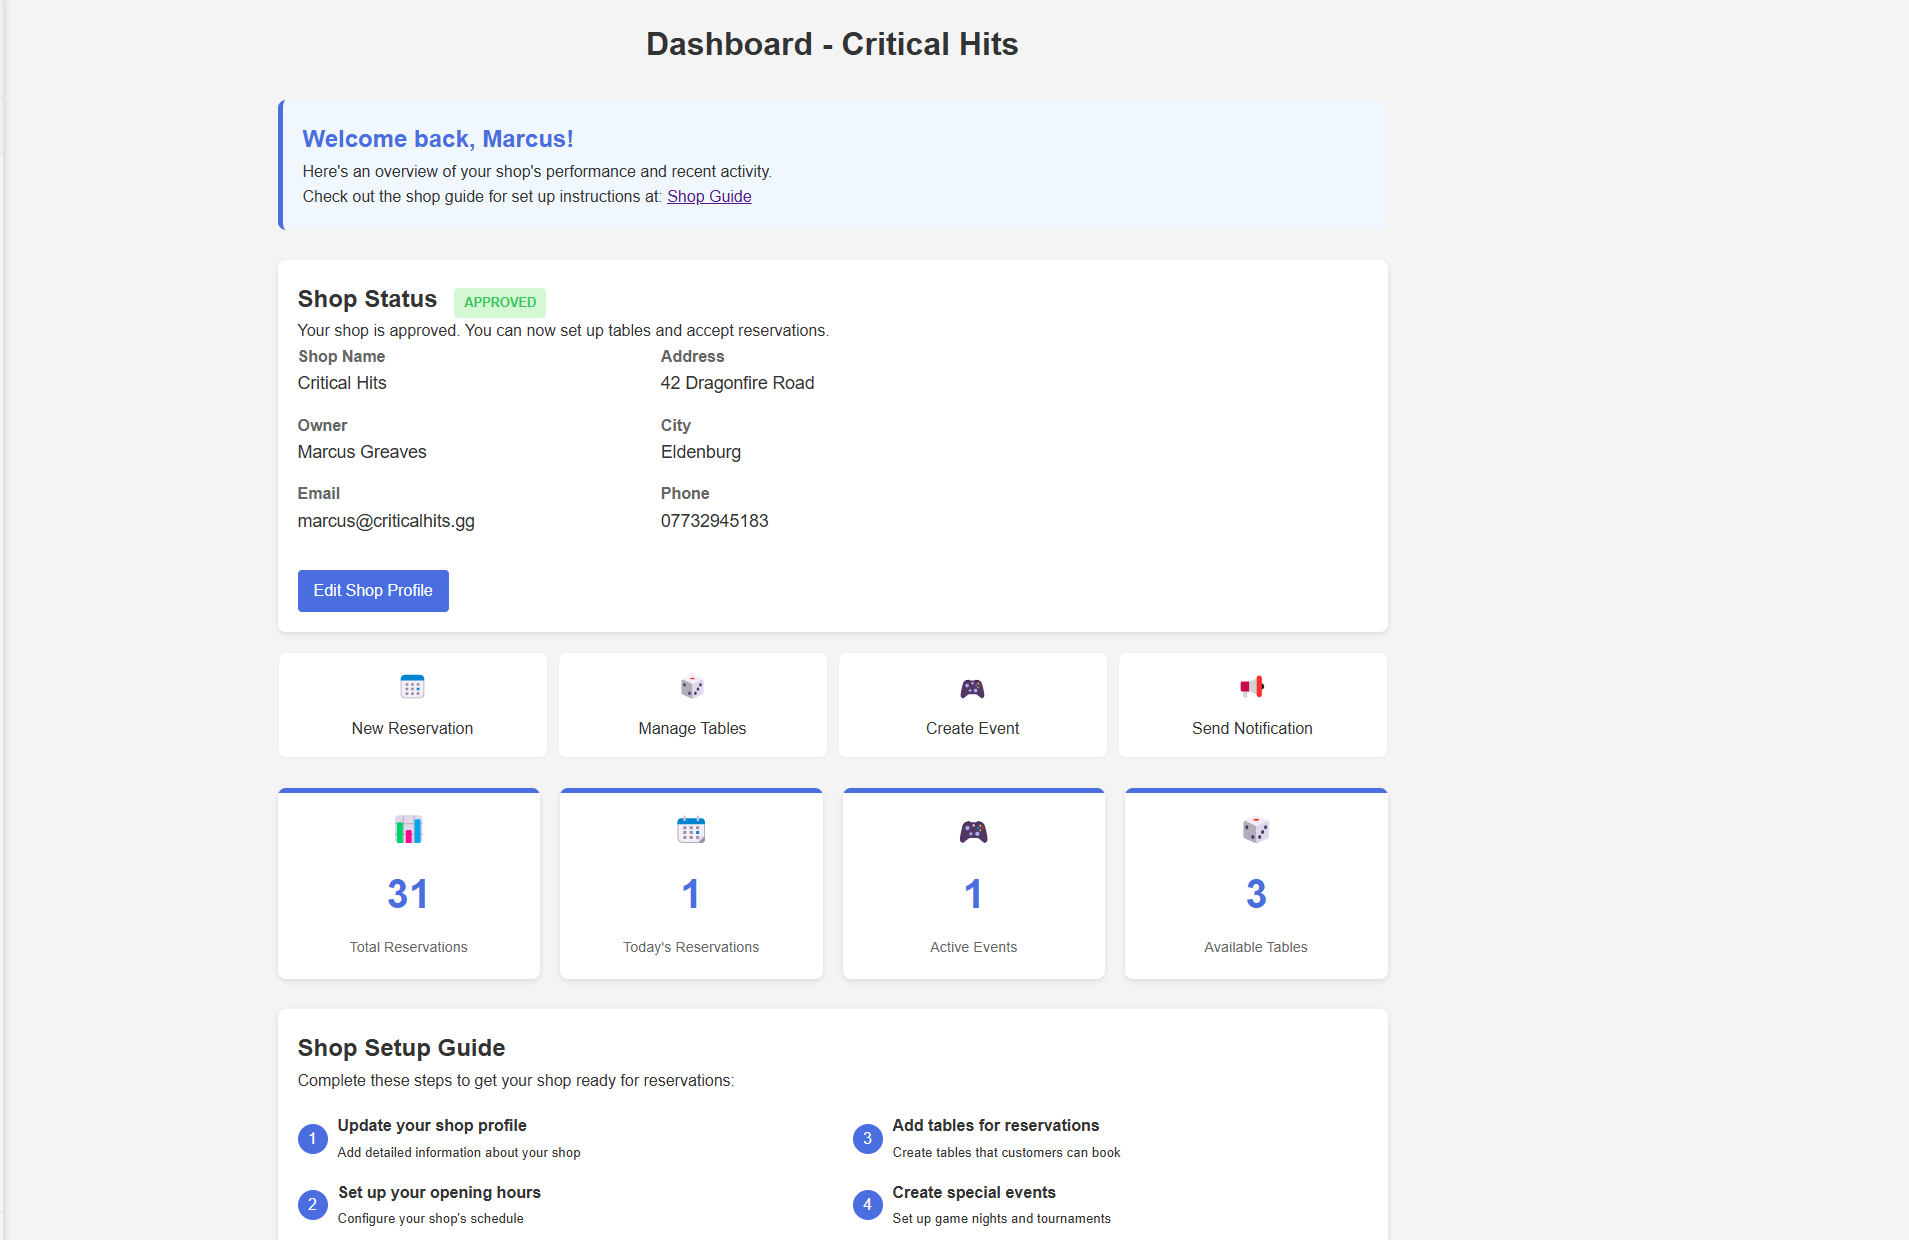 Dashboard - Critical Hits
Welcome back, Marcus!
Here's an overview of your shop's performance and recent activity.
Check out the shop guide for set up instructions at: Shop Guide
Shop Status APPROVED
Your shop is approved. You can now set up tables and accept reservations.
Shop Name
Critical Hits
Address
42 Dragonfire Road
Owner
Marcus Greaves
City
Eldenburg
Email
marcus@criticalhits.gg
Phone
07732945183
Edit Shop Profile
New Reservation
Manage Tables
Create Event
Send Notification
31
Total Reservations
1
Today's Reservations
1
Active Events
3
Available Tables
Shop Setup Guide
Complete these steps to get your shop ready for reservations:
1
Update your shop profile
Add detailed information about your shop
2
Set up your opening hours
Configure your shop's schedule
3
Add tables for reservations
Create tables that customers can book
4
Create special events
Set up game nights and tournaments